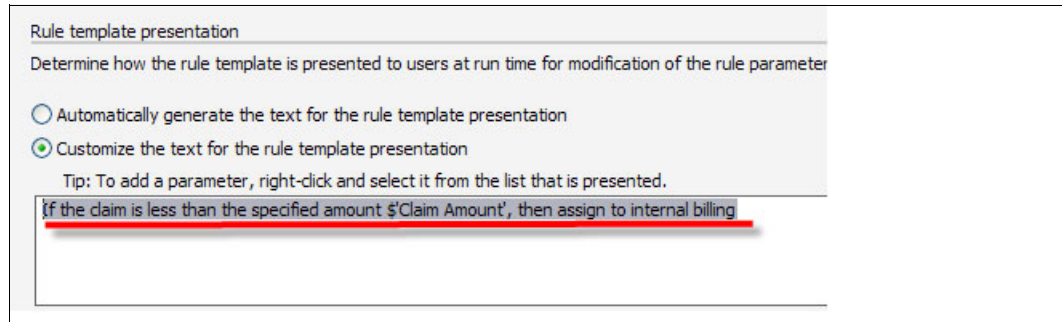 Rule template presentation
Determine how the rule template is presented to users at run time for modification of the rule parameter
Automatically generate the text for the rule template presentation
Customize the text for the rule template presentation
Tip: To add a parameter, right-click and select it from the list that is presented.
If the claim is less than the specified amount $'Claim Amount', then assign to internal billing